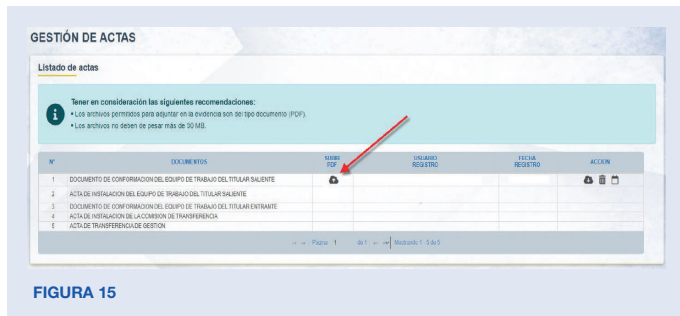 GESTIÓN DE ACTAS
Listado de actas
Tener en consideración las siguientes recomendaciones:
• Los archivos permitidos para adjuntar en la evidencia son del tipo documento (PDF).
• Los archivos no deben de pesar más de 30 MB.
N° DOCUMENTOS SUBIR PDF USUARIO REGISTRO FECHA REGISTRO ACCION
1 DOCUMENTO DE CONFORMACION DEL EQUIPO DE TRABAJO DEL TITULAR SALIENTE
2 ACTA DE INSTALACION DEL EQUIPO DE TRABAJO DEL TITULAR SALIENTE
3 DOCUMENTO DE CONFORMACION DEL EQUIPO DE TRABAJO DEL TITULAR ENTRANTE
4 ACTA DE INSTALACION DE LA COMISION DE TRANSFERENCIA
5 ACTA DE TRANSFERENCIA DE GESTION
Página 1 de 1 Mostrando 1 - 5 de 5
FIGURA 15